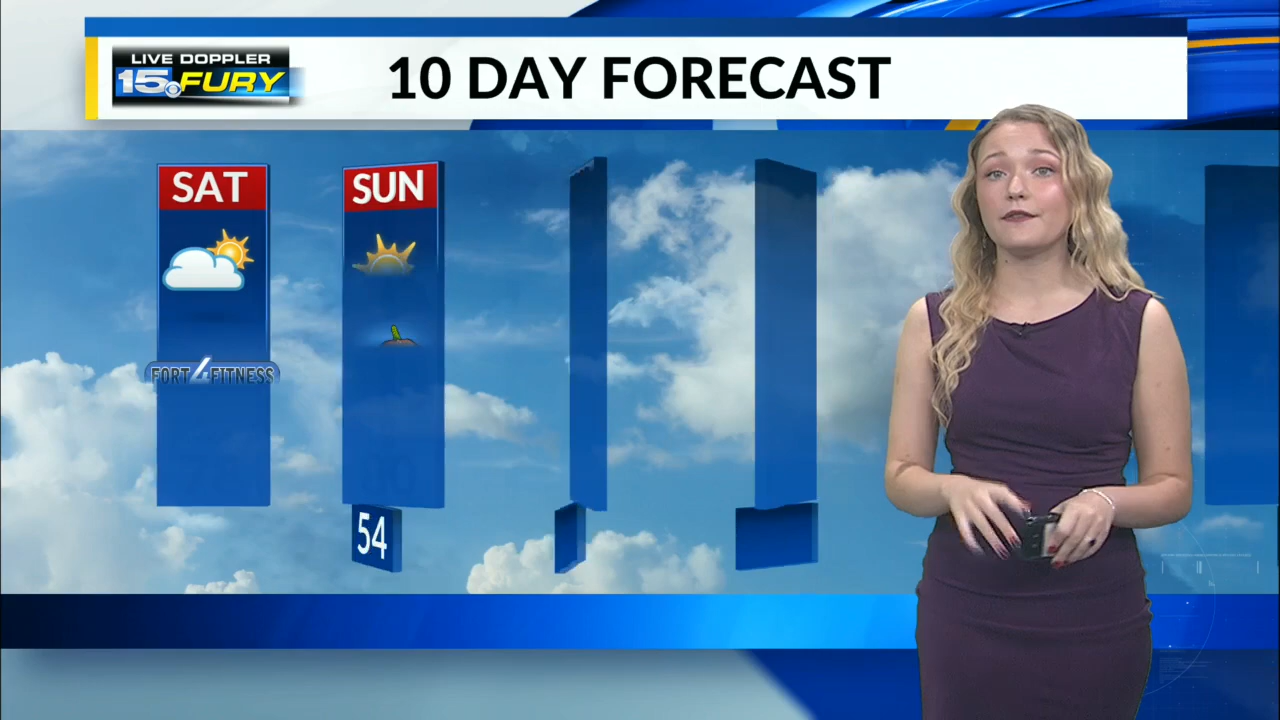 LIVE DOPPLER
15 FURY
10 DAY FORECAST
SAT
SUN
FORT4FITNESS
54